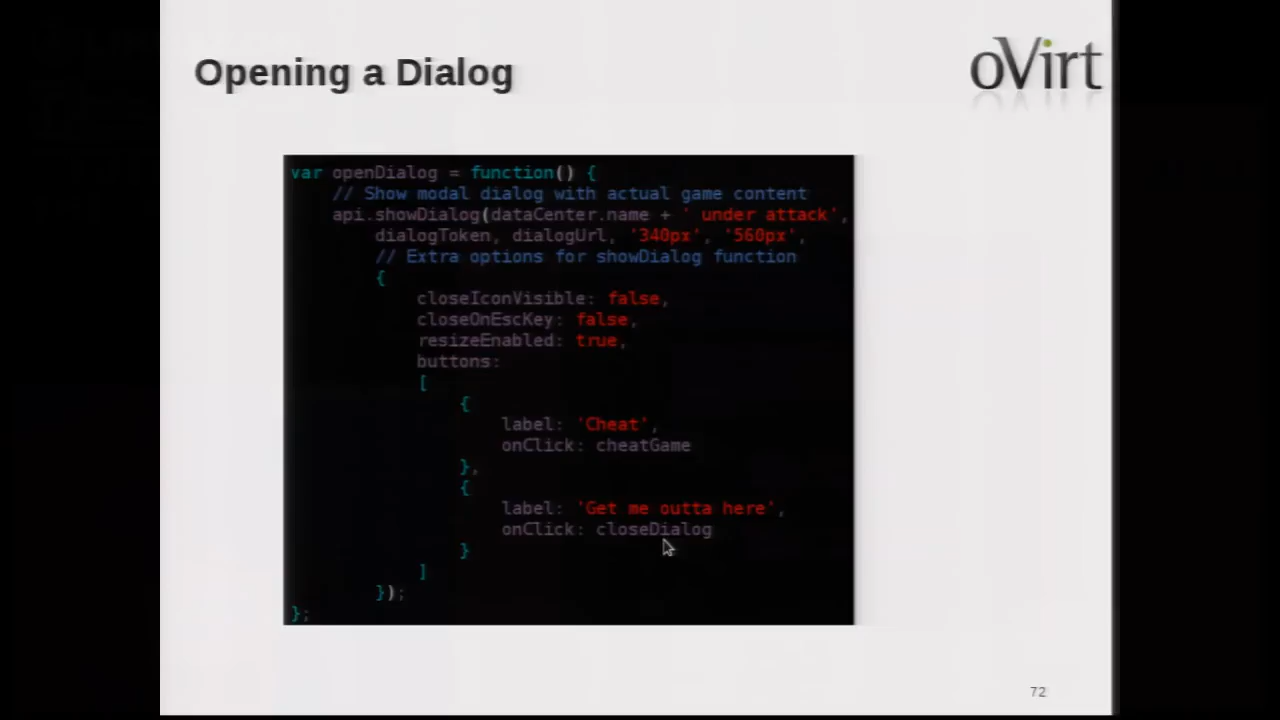 Opening a Dialog
oVirt
var openDialog = function() {
    // Show modal dialog with actual game content
    api.showDialog(dataCenter.name + ' under attack',
        dialogToken, dialogUrl, '340px', '560px',
        // Extra options for showDialog function
        {
            closeIconVisible: false,
            closeOnEscKey: false,
            resizeEnabled: true,
            buttons:
            [
                {
                    label: 'Cheat',
                    onClick: cheatGame
                },
                {
                    label: 'Get me outta here',
                    onClick: closeDialog
                }
            ]
        });
};
72